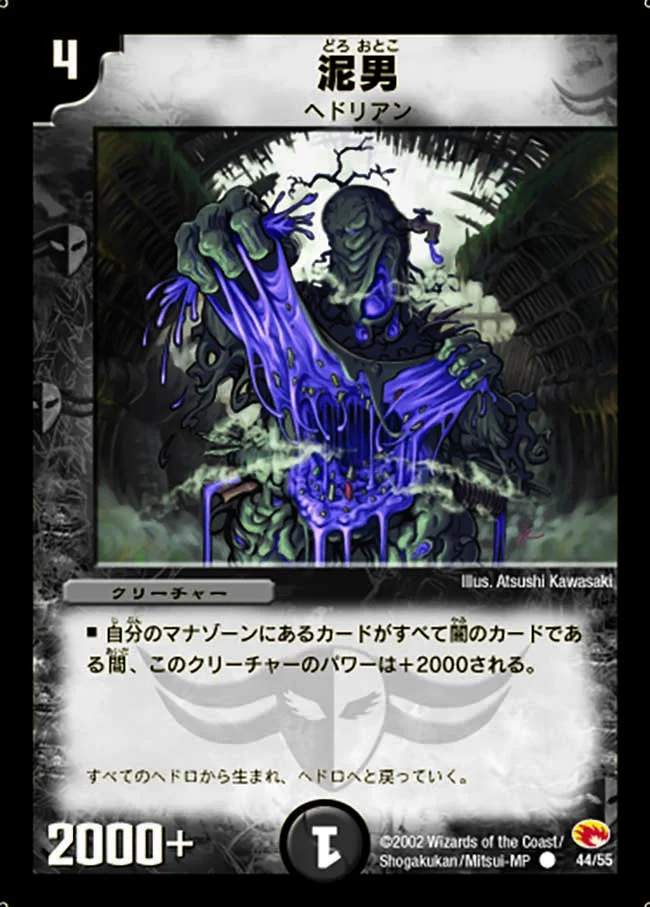 4
どろ おとこ
泥男
ヘドリアン
Illus. Atsushi Kawasaki
クリーチャー
■ 自分のマナゾーンにあるカードがすべて闇のカードであ
る間、このクリーチャーのパワーは+2000される。
すべてのヘドロから生まれ、ヘドロへと戻っていく。
2000+
1
©2002 Wizards of the Coast/
Shogakukan/Mitsui-MP
44/55